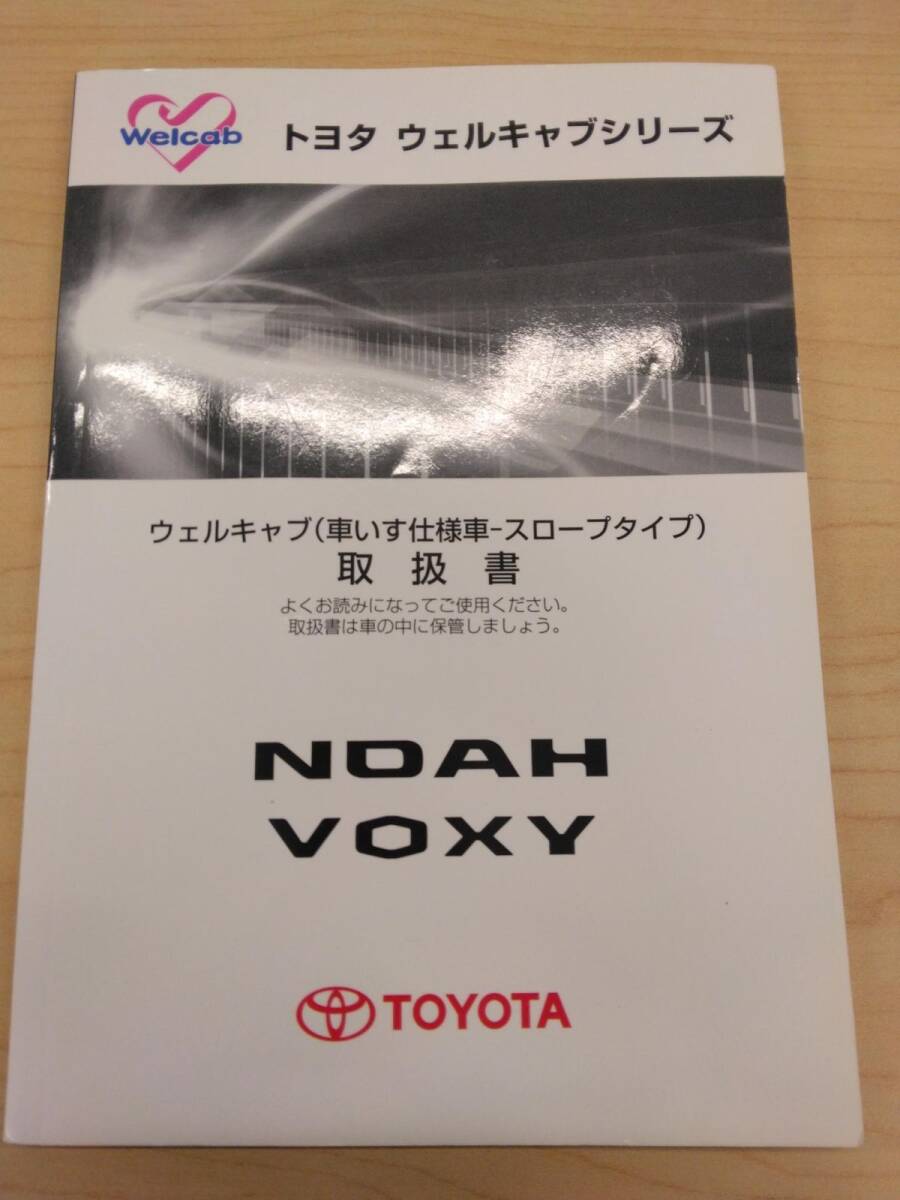 Welcab
トヨタ ウェルキャブシリーズ
ウェルキャブ(車いす仕様車-スロープタイプ)
取 扱 書
よくお読みになってご使用ください。
取扱書は車の中に保管しましょう。
NOAH
VOXY
TOYOTA